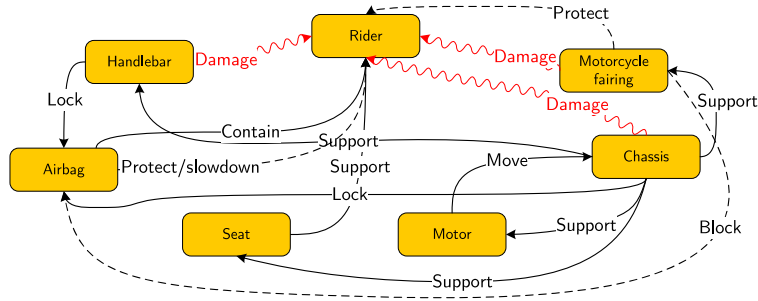 Protect
Rider
Handlebar
Damage
Damage
Motorcycle
fairing
Lock
Damage
Support
Contain
Support
Airbag
Protect/slowdown
Support
Move
Chassis
Lock
Seat
Motor
Support
Block
Support